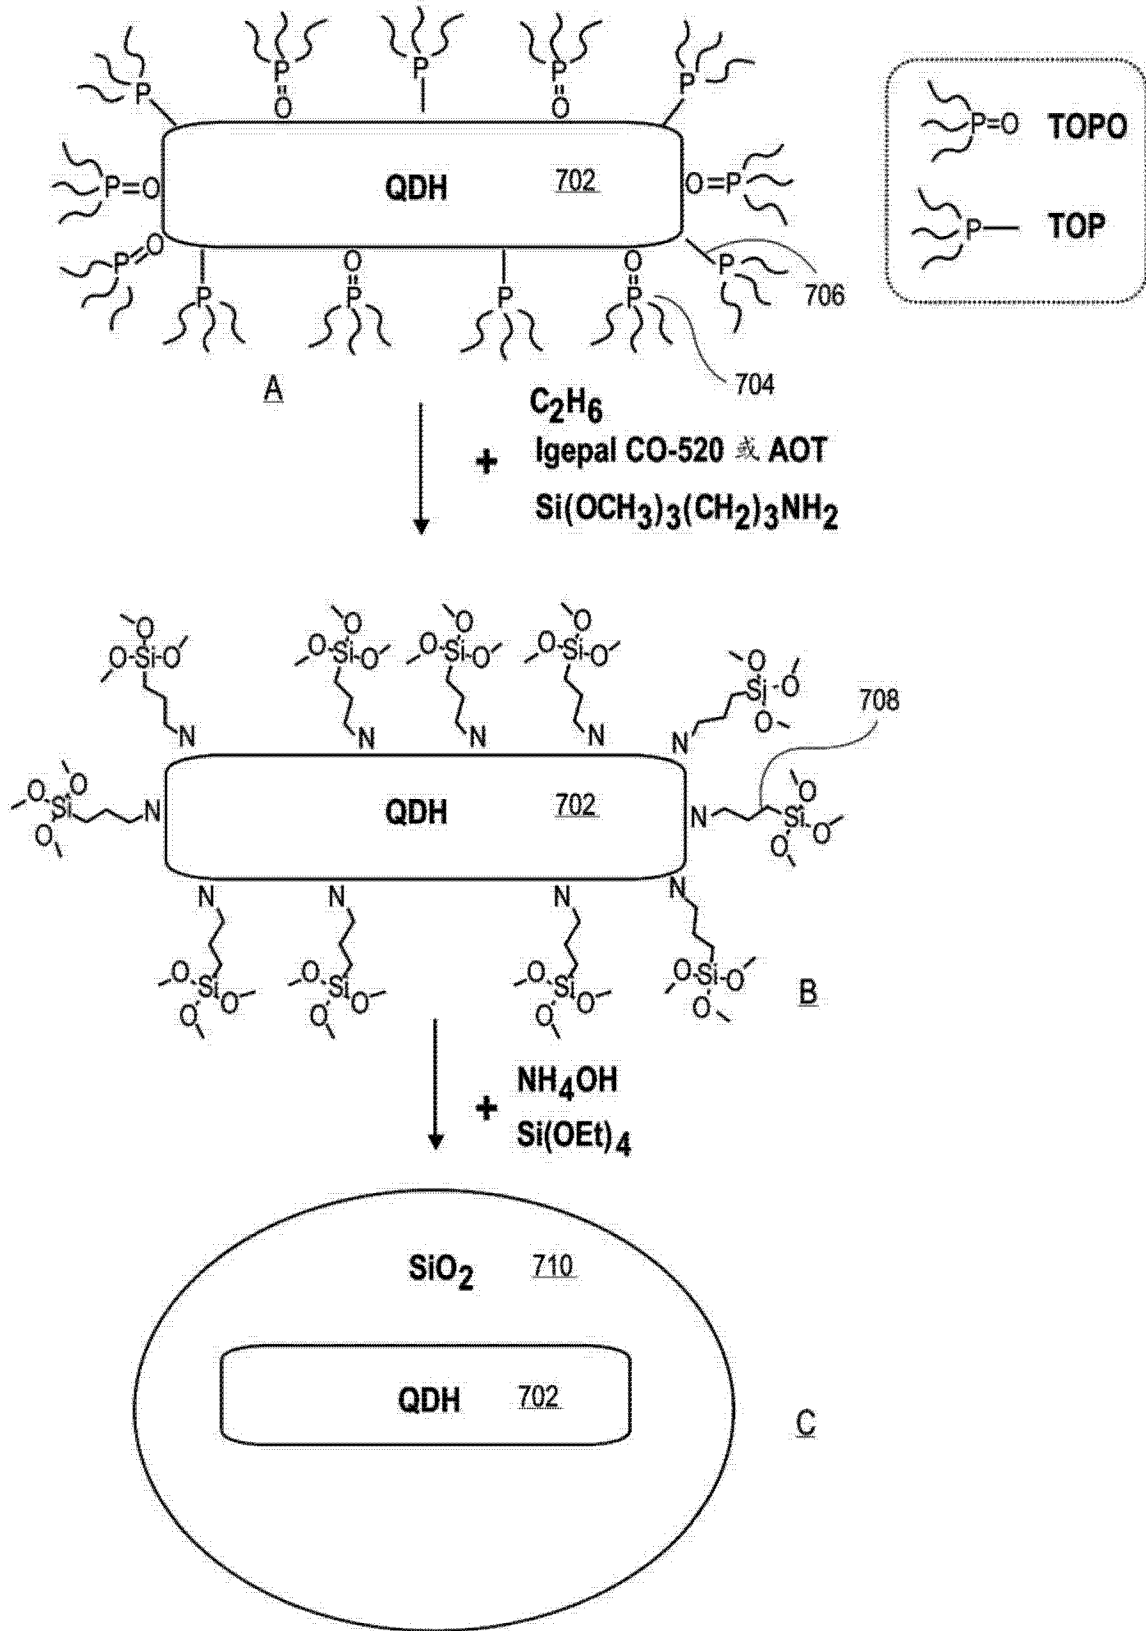 P P P P P P
O O
P=O TOPO
P— TOP
P=O QDH 702 O=P
P O
O O
P P P P P
706
704
A
C2H6
+ Igepal CO-520 或 AOT
Si(OCH3)3(CH2)3NH2
O O O O O
O-Si-O O-Si-O O-Si-O O-Si-O Si-O
O
N N N N N
708
O O Si O N QDH 702 N Si O O O
N N N N
O-Si-O O-Si-O O-Si-O O-Si-O
O O O O
B
+ NH4OH
Si(OEt)4
SiO2 710
QDH 702
C